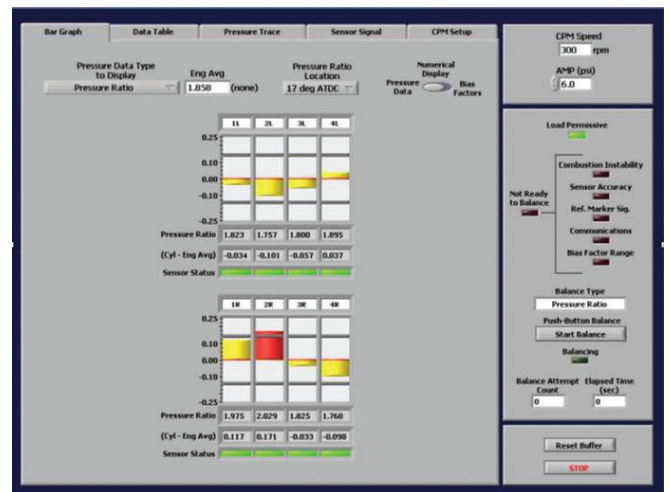 Bar Graph Data Table Pressure Trace Sensor Signal CPM Setup
Pressure Data Type
to Display
Pressure Ratio
Eng Avg
1.858 (none)
Pressure Ratio
Location
17 deg ATDC
Numerical
Display
Pressure
Data
Bias
Factors
1L 2L 3L 4L
0.25
0.10
0.00
-0.10
-0.25
Pressure Ratio 1.823 1.757 1.800 1.895
(Cyl - Eng Avg) -0.034 -0.101 -0.057 0.037
Sensor Status
1R 2R 3R 4R
0.25
0.10
0.00
-0.10
-0.25
Pressure Ratio 1.975 2.029 1.825 1.760
(Cyl - Eng Avg) 0.117 0.171 -0.033 -0.098
Sensor Status
CPM Speed
300 rpm
AMP (psi)
6.0
Load Permissive
Not Ready
to Balance
Combustion Instability
Sensor Accuracy
Ref. Marker Sig.
Communications
Bias Factor Range
Balance Type
Pressure Ratio
Push-Button Balance
Start Balance
Balancing
Balance Attempt
Count
0
Elapsed Time
(sec)
0
Reset Buffer
STOP